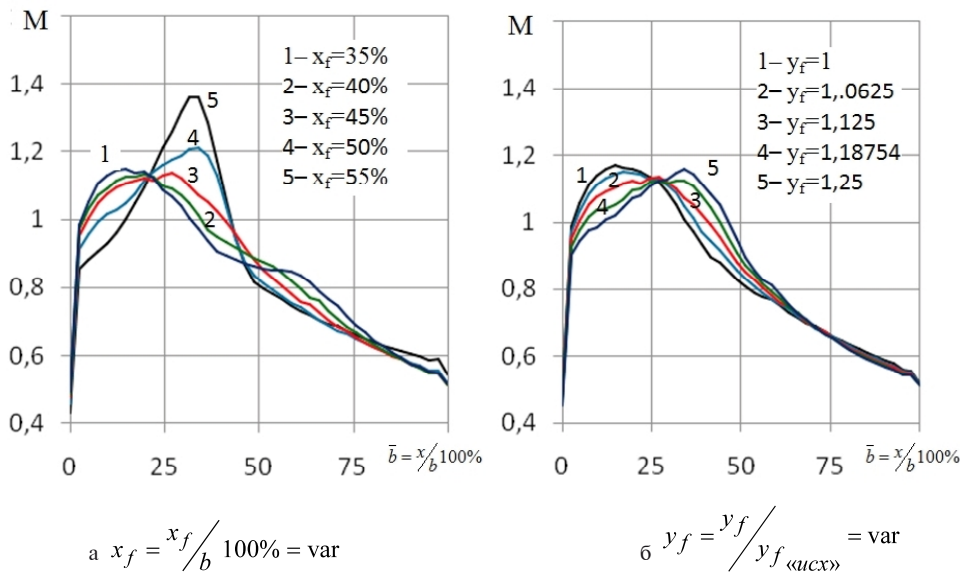 M
1,4
1,2
1
0,8
0,6
0,4
0
25
50
75
b̄ = x/b 100%
1– xf=35%
2– xf=40%
3– xf=45%
4– xf=50%
5– xf=55%
1
2
3
4
5
а xf = xf/b 100% = var
M
1,4
1,2
1
0,8
0,6
0,4
0
25
50
75
b̄ = x/b 100%
1– yf=1
2– yf=1,.0625
3– yf=1,125
4– yf=1,18754
5– yf=1,25
1
2
3
4
5
б yf = yf/yf «исх» = var